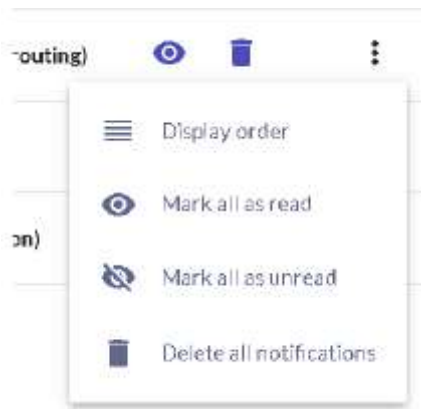 routing)
Display order
Mark all as read
on)
Mark all as unread
Delete all notifications